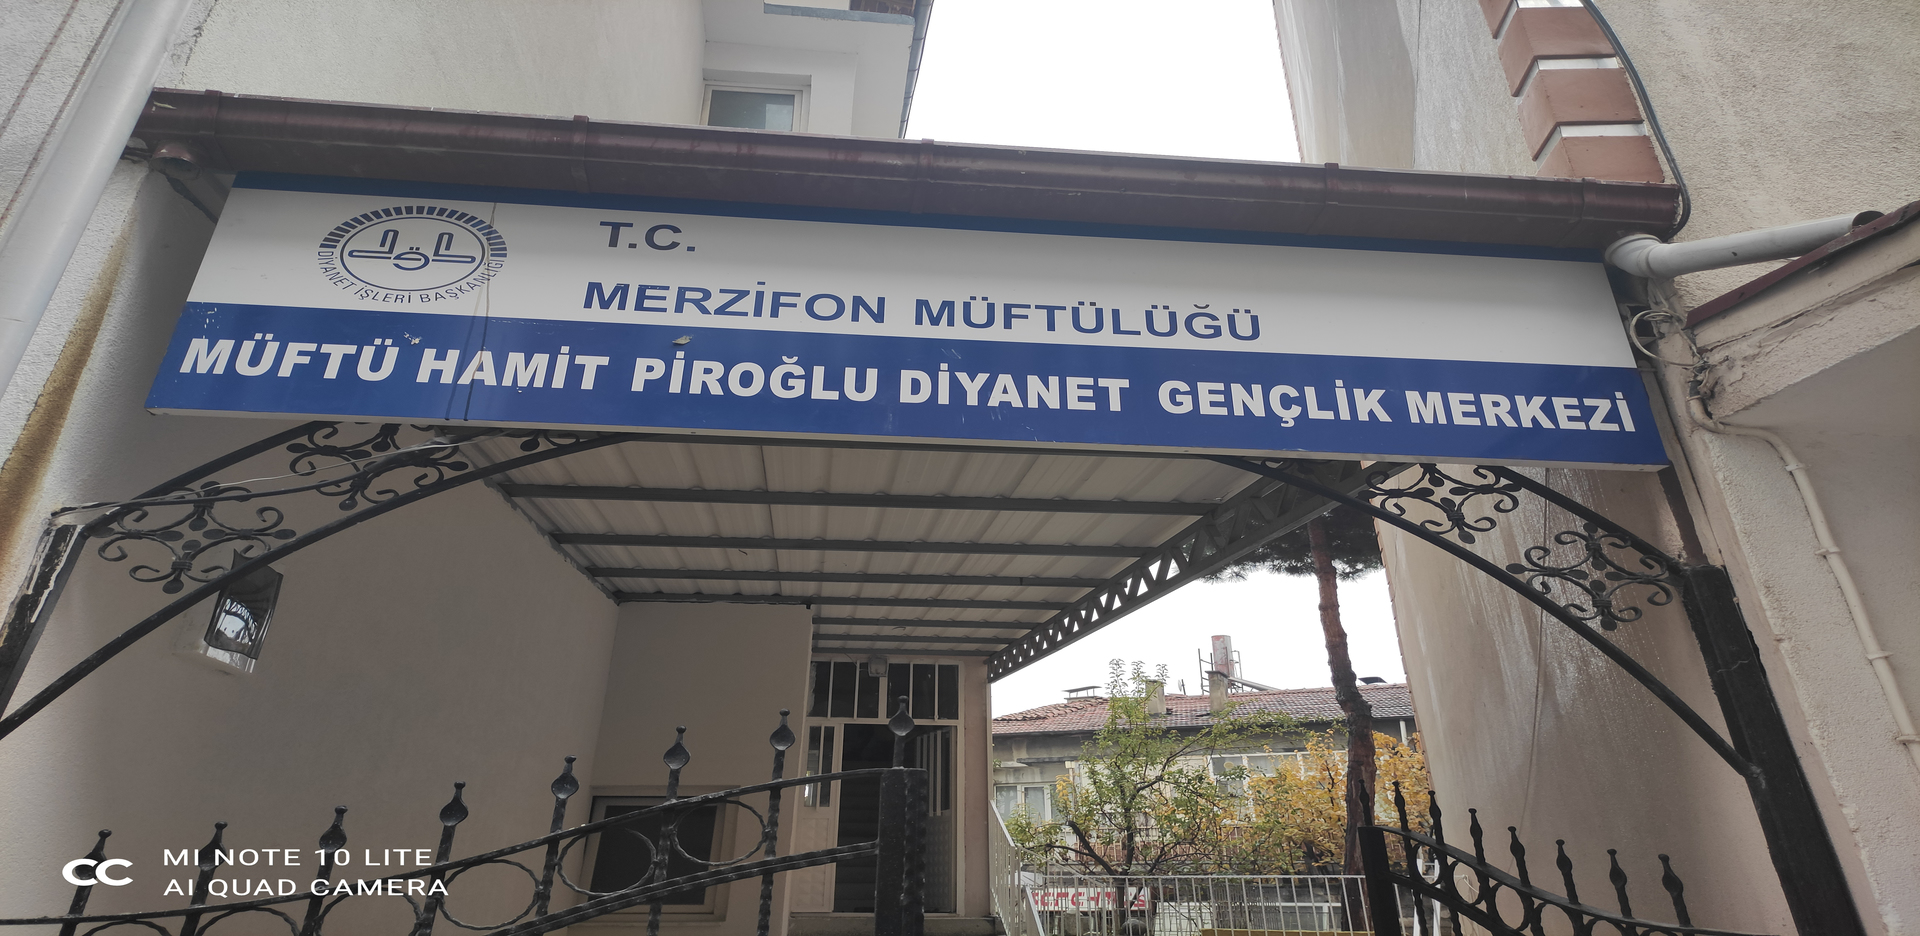 T.C.
MERZİFON MÜFTÜLÜĞÜ
DİYANET İŞLERİ BAŞKANLIĞI
MÜFTÜ HAMİT PİROĞLU DİYANET GENÇLİK MERKEZİ
MI NOTE 10 LITE
AI QUAD CAMERA